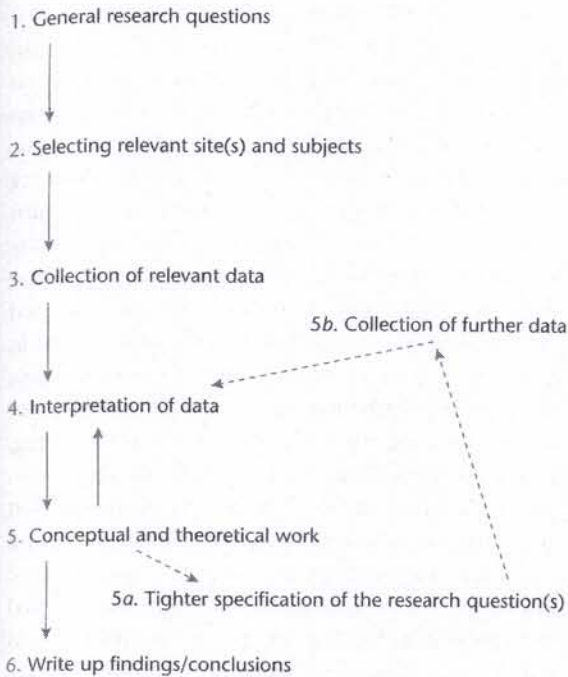 1. General research questions
2. Selecting relevant site(s) and subjects
3. Collection of relevant data
5b. Collection of further data
4. Interpretation of data
5. Conceptual and theoretical work
5a. Tighter specification of the research question(s)
6. Write up findings/conclusions